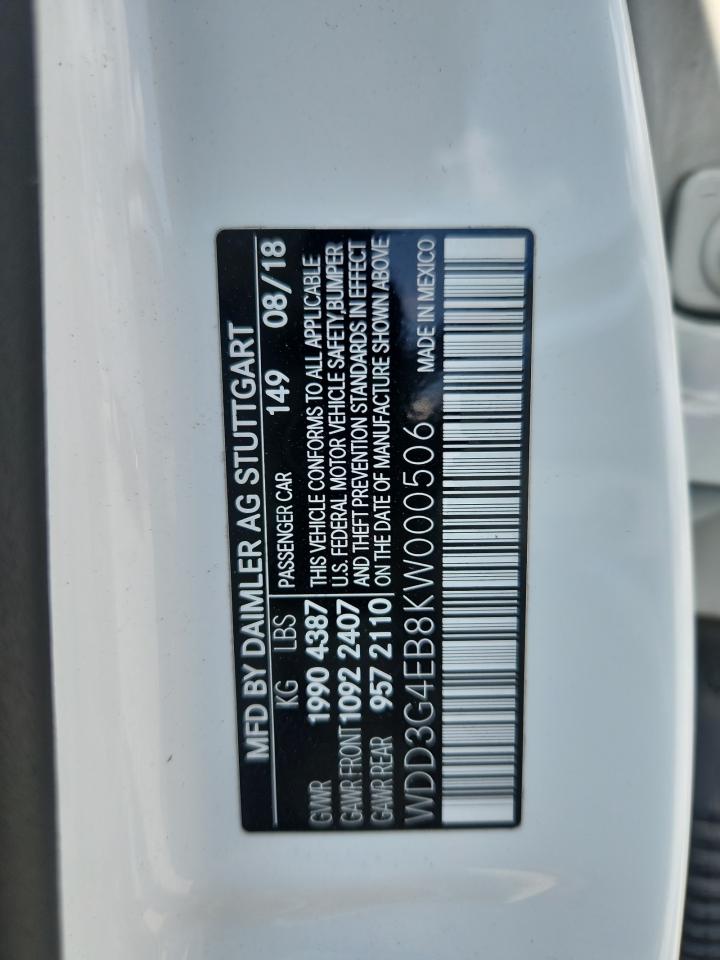 MFD BY DAIMLER AG STUTTGART
KG LBS PASSENGER CAR 149 08/18
GVWR 1990 4387 THIS VEHICLE CONFORMS TO ALL APPLICABLE
GAWR FRONT 1092 2407 U.S. FEDERAL MOTOR VEHICLE SAFETY,BUMPER
GAWR REAR 957 2110 AND THEFT PREVENTION STANDARDS IN EFFECT
ON THE DATE OF MANUFACTURE SHOWN ABOVE
WDD3G4EB8KW000506 MADE IN MEXICO